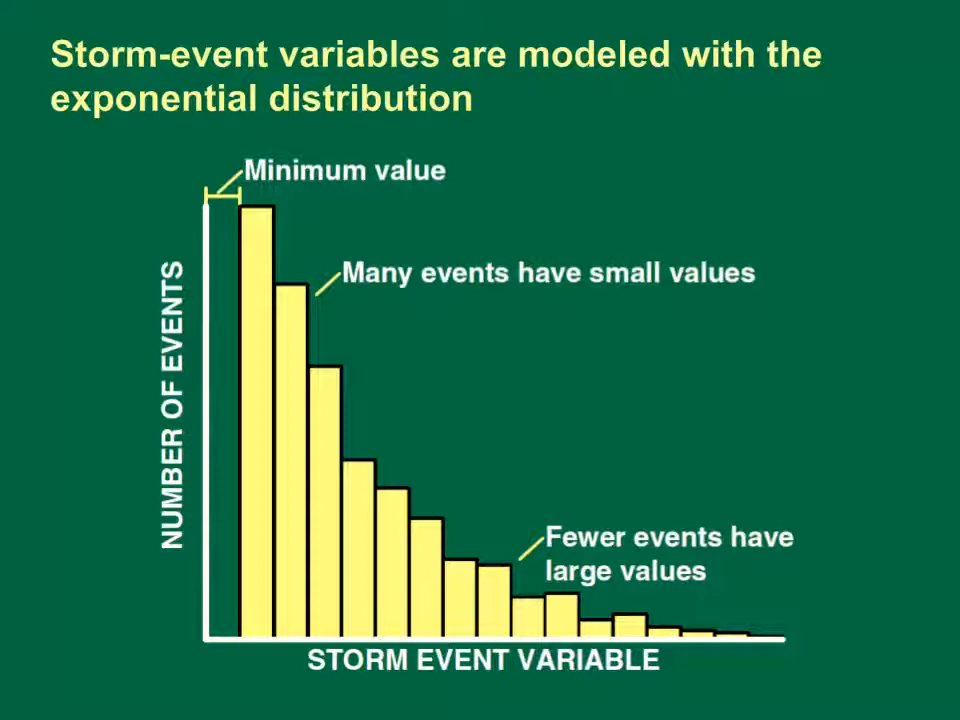 Storm-event variables are modeled with the
exponential distribution
Minimum value
Many events have small values
NUMBER OF EVENTS
Fewer events have
large values
STORM EVENT VARIABLE